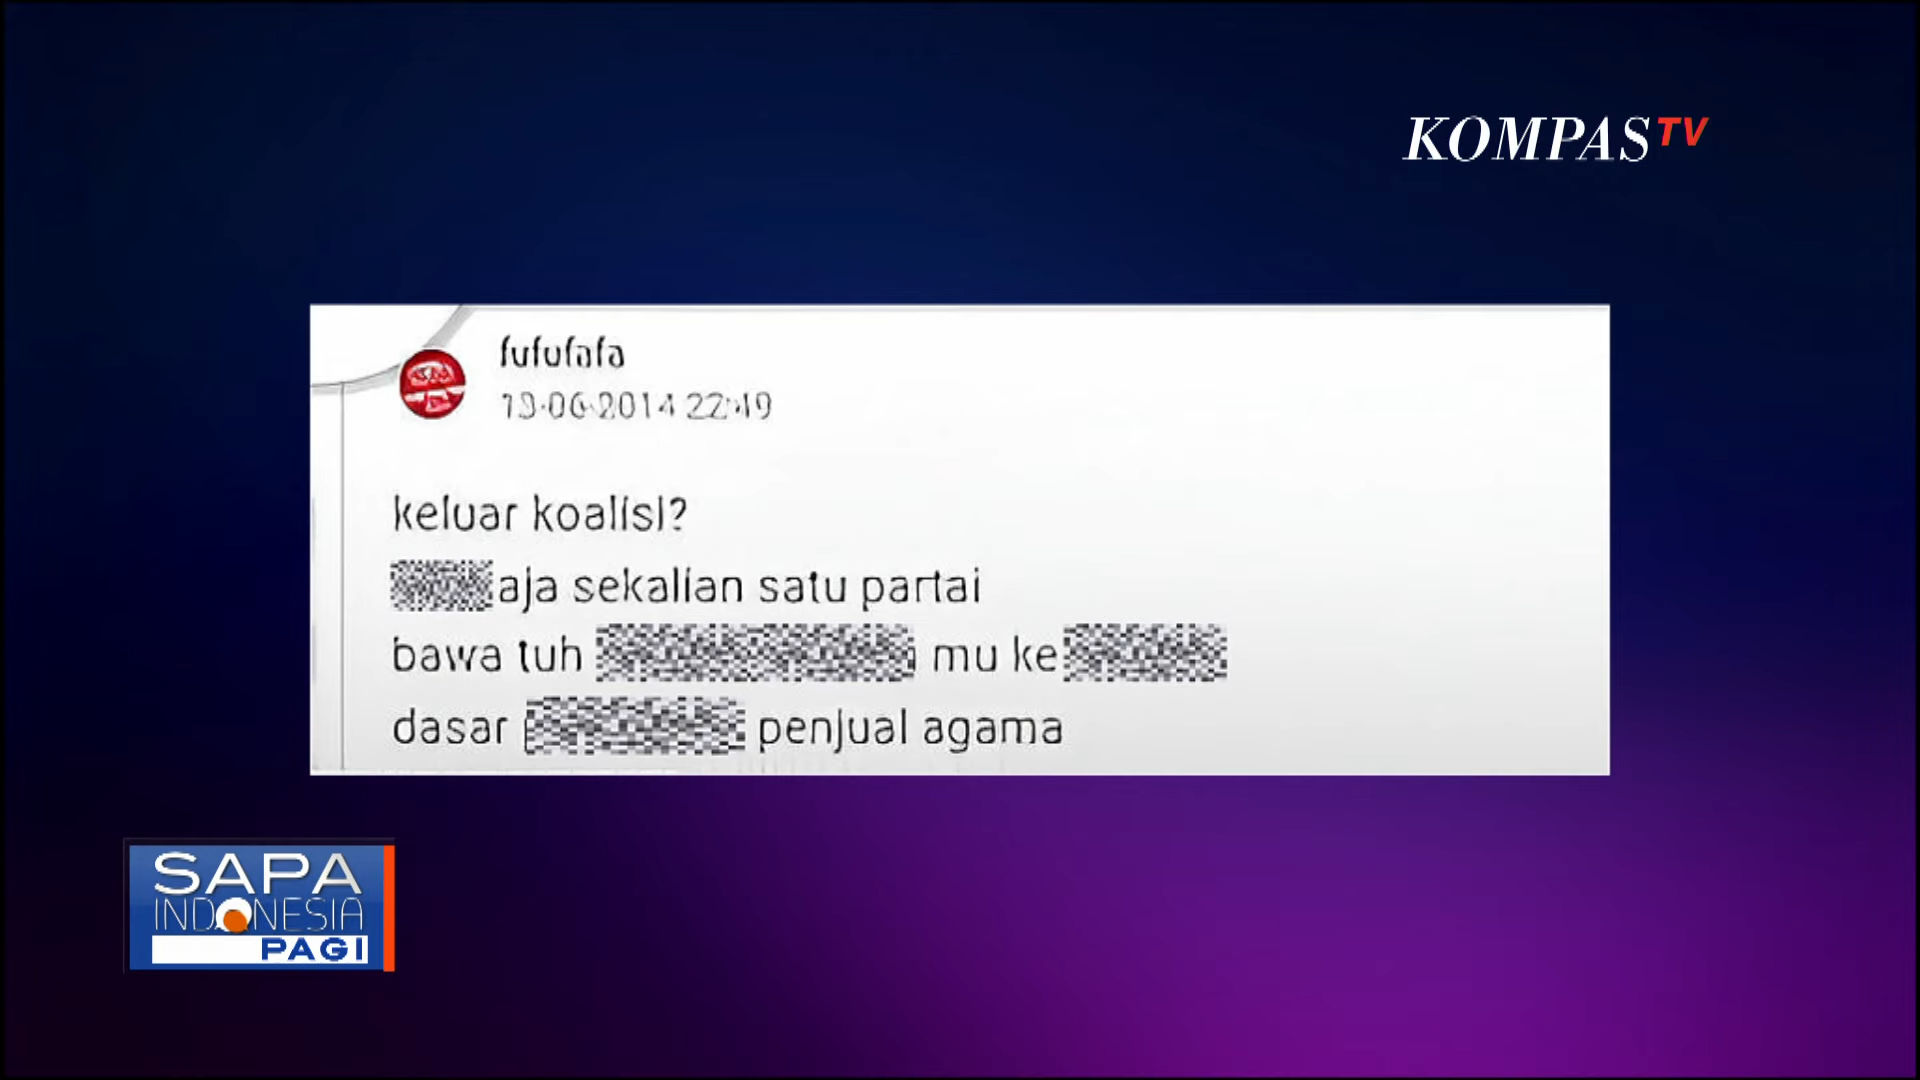 KOMPAS TV
fufufafa
13-06-2014 22:49
keluar koalisi?
aja sekalian satu partai
bawa tuh mu ke
dasar penjual agama
SAPA
INDONESIA
PAGI